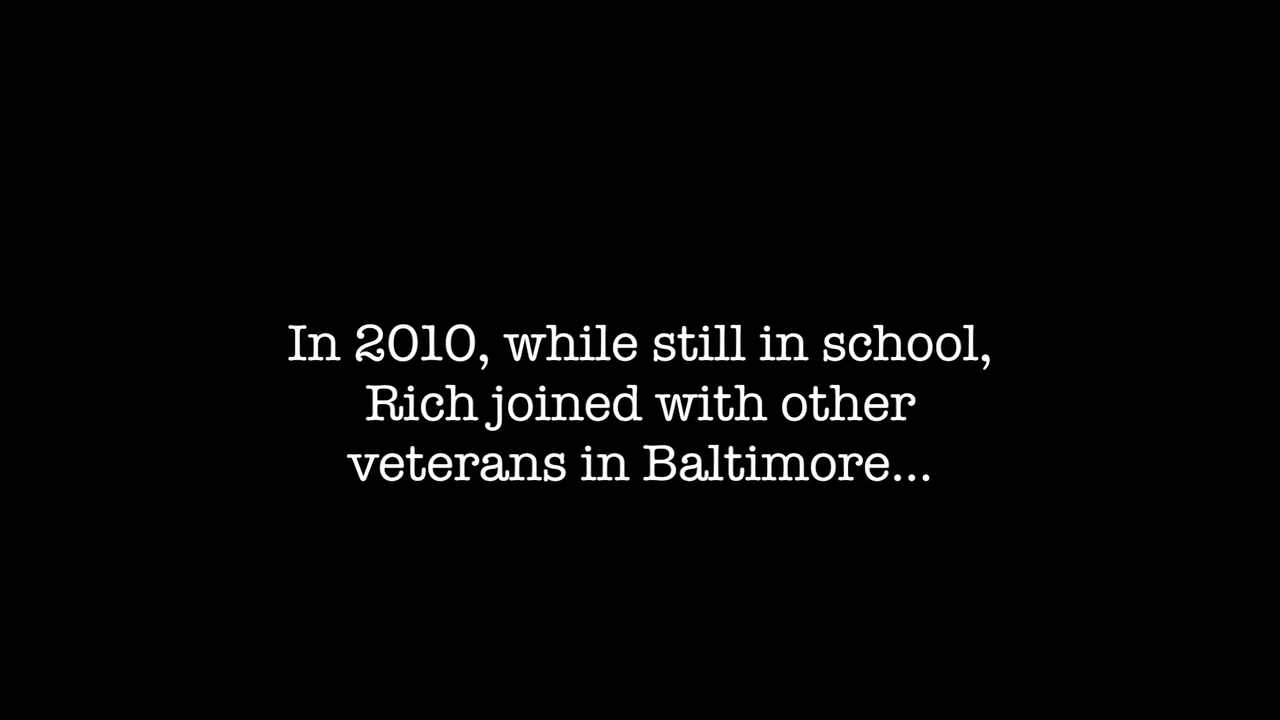 In 2010, while still in school,
Rich joined with other
veterans in Baltimore...